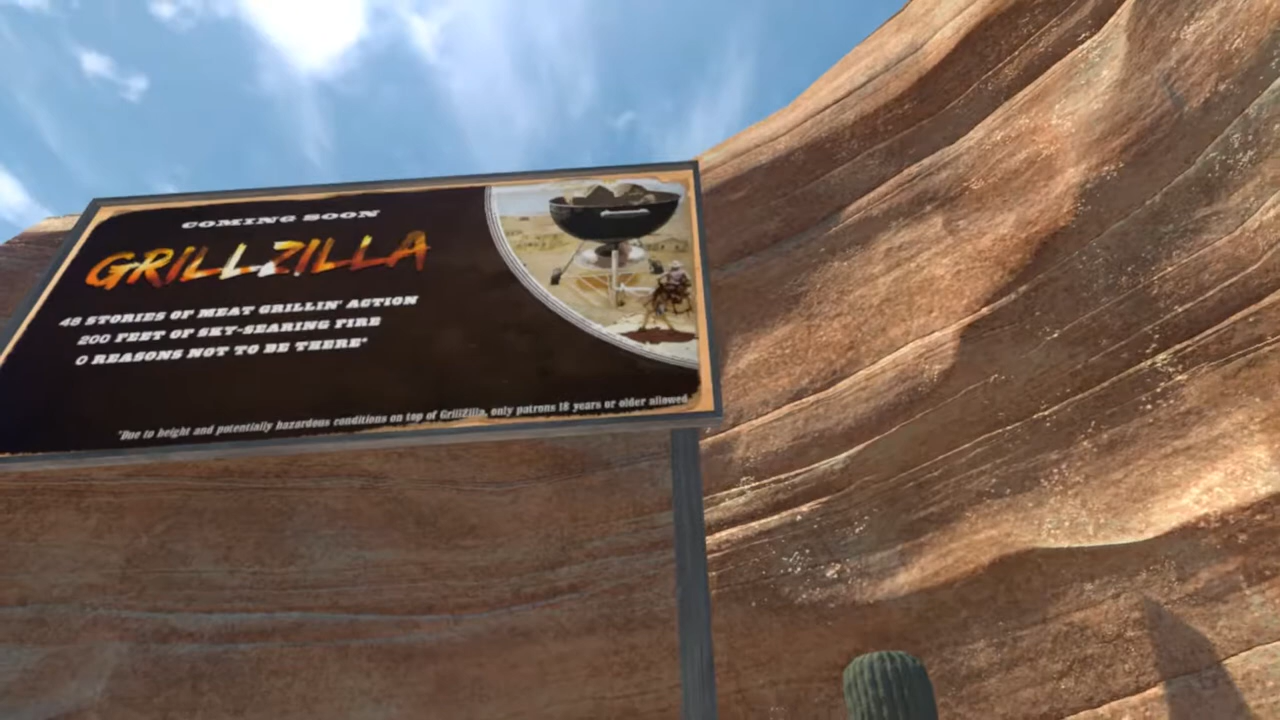 COMING SOON
GRILLZILLA
48 STORIES OF MEAT GRILLIN' ACTION
200 FEET OF SKY-SEARING FIRE
0 REASONS NOT TO BE THERE*
*Due to height and potentially hazardous conditions on top of GrillZilla, only patrons 18 years or older allowed